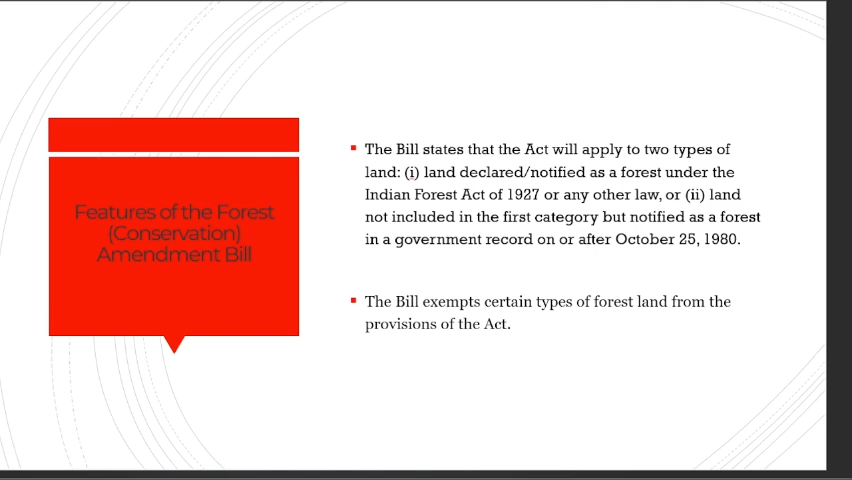 Features of the Forest
(Conservation)
Amendment Bill
The Bill states that the Act will apply to two types of
land: (i) land declared/notified as a forest under the
Indian Forest Act of 1927 or any other law, or (ii) land
not included in the first category but notified as a forest
in a government record on or after October 25, 1980.
The Bill exempts certain types of forest land from the
provisions of the Act.